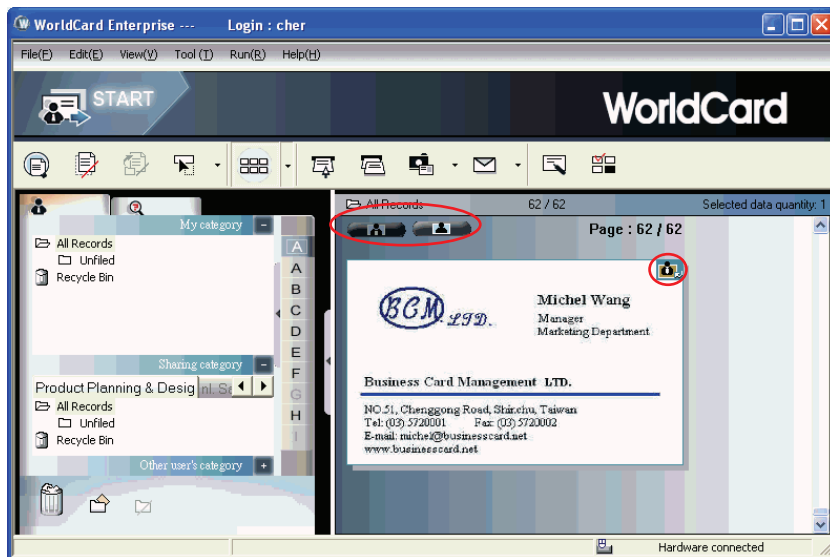 WorldCard Enterprise --- Login : cher
File(F) Edit(E) View(V) Tool (T) Run(R) Help(H)
START
WorldCard
All Records 62 / 62 Selected data quantity: 1
My category
Page : 62 / 62
All Records
Unfiled
Recycle Bin
A
A
B
C
D
E
F
G
H
I
Sharing category
Product Planning & Desig
All Records
Unfiled
Recycle Bin
Other user's category
BCM. LTD.
Michel Wang
Manager
Marketing Department
Business Card Management LTD.
NO.51, Chenggong Road, Shinchu, Taiwan
Tel: (03) 5720001 Fax: (03) 5720002
E-mail: michel@businesscard.net
www.businesscard.net
Hardware connected